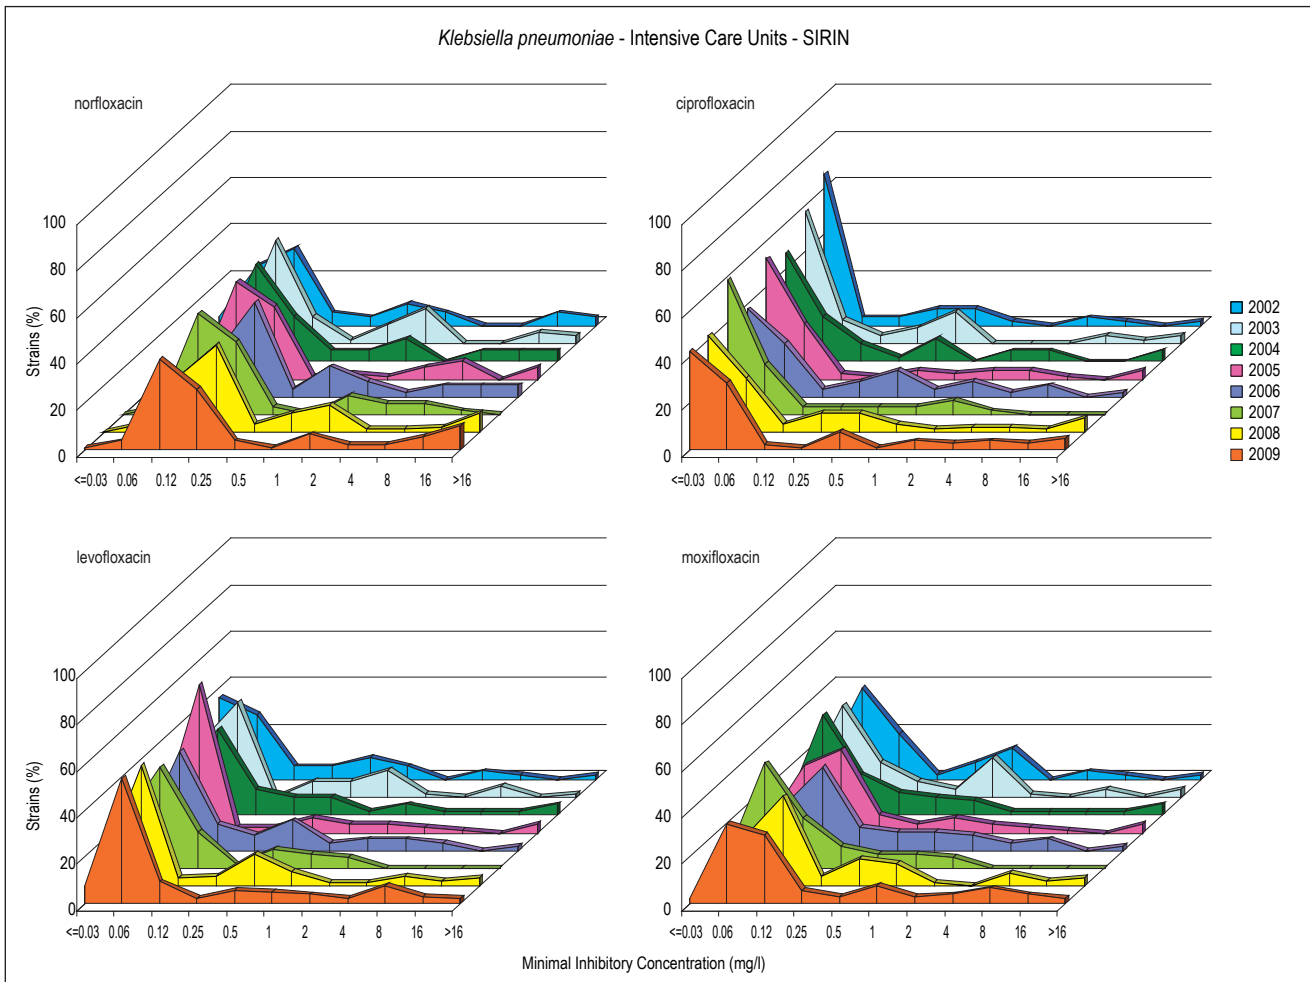 Klebsiella pneumoniae - Intensive Care Units - SIRIN
norfloxacin
100
80
60
40
20
0
Strains (%)
<=0.03 0.06 0.12 0.25 0.5 1 2 4 8 16 >16
ciprofloxacin
100
80
60
40
20
0
<=0.03 0.06 0.12 0.25 0.5 1 2 4 8 16 >16
2002
2003
2004
2005
2006
2007
2008
2009
levofloxacin
100
80
60
40
20
0
Strains (%)
<=0.03 0.06 0.12 0.25 0.5 1 2 4 8 16 >16
moxifloxacin
100
80
60
40
20
0
<=0.03 0.06 0.12 0.25 0.5 1 2 4 8 16 >16
Minimal Inhibitory Concentration (mg/l)